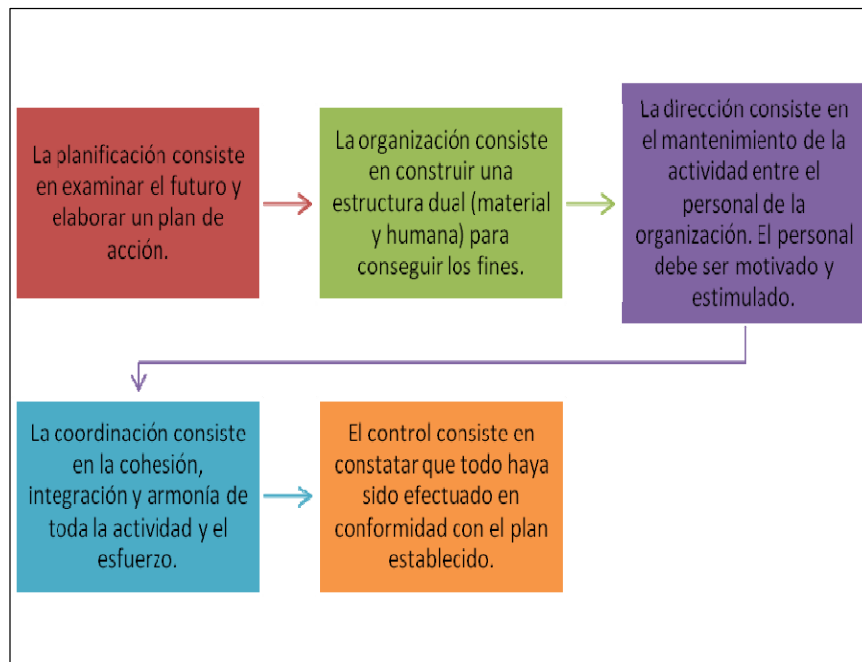 La planificación consiste
en examinar el futuro y
elaborar un plan de
acción.
La organización consiste
en construir una
estructura dual (material
y humana) para
conseguir los fines.
La dirección consiste en
el mantenimiento de la
actividad entre el
personal de la
organización. El personal
debe ser motivado y
estimulado.
La coordinación consiste
en la cohesión,
integración y armonía de
toda la actividad y el
esfuerzo.
El control consiste en
constatar que todo haya
sido efectuado en
conformidad con el plan
establecido.